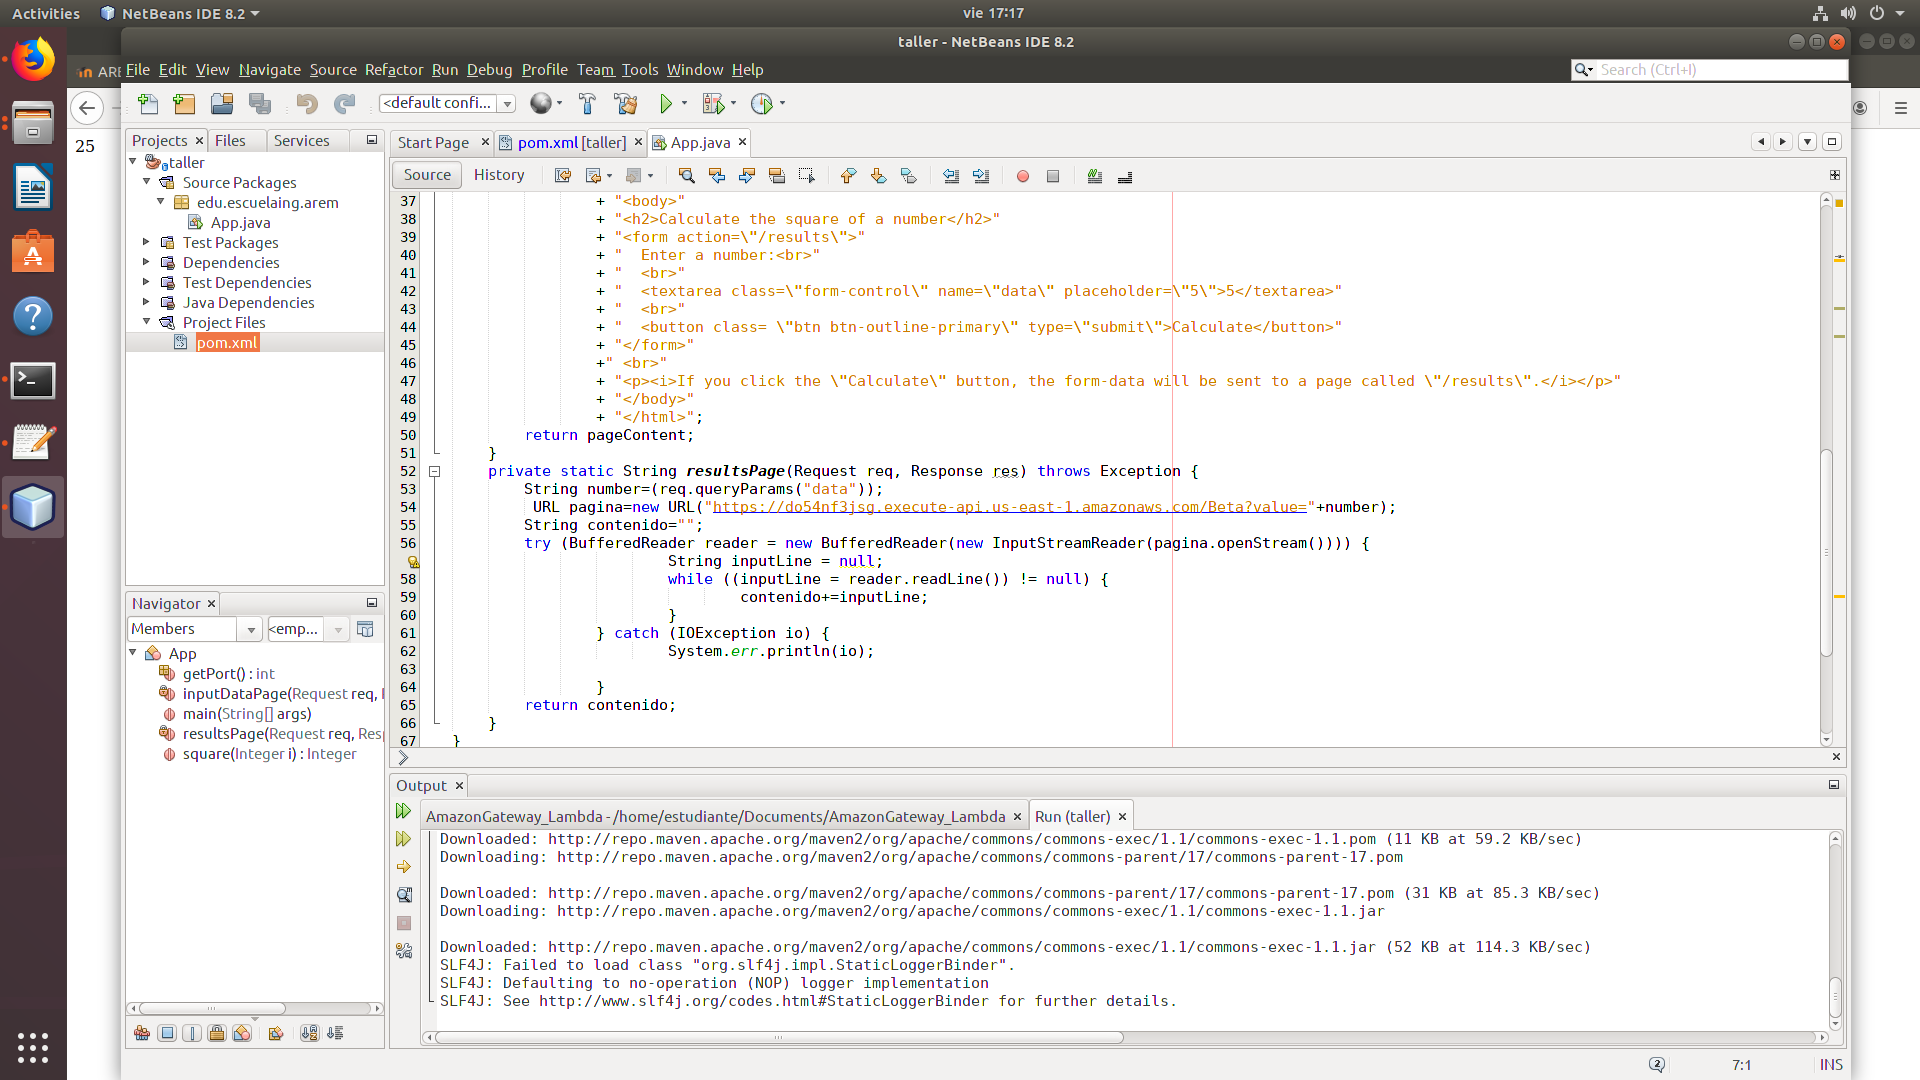 Activities
NetBeans IDE 8.2
vie 17:17
taller - NetBeans IDE 8.2
ARE
File Edit View Navigate Source Refactor Run Debug Profile Team Tools Window Help
Search (Ctrl+I)
<default confi...
25
Projects
Files
Services
taller
Source Packages
edu.escuelaing.arem
App.java
Test Packages
Dependencies
Test Dependencies
Java Dependencies
Project Files
pom.xml
Start Page
pom.xml [taller]
App.java
Source
History
37 + "<body>"
38 + "<h2>Calculate the square of a number</h2>"
39 + "<form action=\"/results\">"
40 + "  Enter a number:<br>"
41 + "  <br>"
42 + "  <textarea class=\"form-control\" name=\"data\" placeholder=\"5\">5</textarea>"
43 + "  <br>"
44 + "  <button class= \"btn btn-outline-primary\" type=\"submit\">Calculate</button>"
45 + "</form>"
46 +" <br>"
47 + "<p><i>If you click the \"Calculate\" button, the form-data will be sent to a page called \"/results\".</i></p>"
48 + "</body>"
49 + "</html>";
50 return pageContent;
51 }
52 private static String resultsPage(Request req, Response res) throws Exception {
53 String number=(req.queryParams("data"));
54 URL pagina=new URL("https://do54nf3jsg.execute-api.us-east-1.amazonaws.com/Beta?value="+number);
55 String contenido="";
56 try (BufferedReader reader = new BufferedReader(new InputStreamReader(pagina.openStream()))) {
String inputLine = null;
58 while ((inputLine = reader.readLine()) != null) {
59 contenido+=inputLine;
60 }
61 } catch (IOException io) {
62 System.err.println(io);
63
64 }
65 return contenido;
66 }
67 }
Navigator
Members
<emp...
App
getPort() : int
inputDataPage(Request req,
main(String[] args)
resultsPage(Request req, Res
square(Integer i) : Integer
Output
AmazonGateway_Lambda - /home/estudiante/Documents/AmazonGateway_Lambda
Run (taller)
Downloaded: http://repo.maven.apache.org/maven2/org/apache/commons/commons-exec/1.1/commons-exec-1.1.pom (11 KB at 59.2 KB/sec)
Downloading: http://repo.maven.apache.org/maven2/org/apache/commons/commons-parent/17/commons-parent-17.pom
Downloaded: http://repo.maven.apache.org/maven2/org/apache/commons/commons-parent/17/commons-parent-17.pom (31 KB at 85.3 KB/sec)
Downloading: http://repo.maven.apache.org/maven2/org/apache/commons/commons-exec/1.1/commons-exec-1.1.jar
Downloaded: http://repo.maven.apache.org/maven2/org/apache/commons/commons-exec/1.1/commons-exec-1.1.jar (52 KB at 114.3 KB/sec)
SLF4J: Failed to load class "org.slf4j.impl.StaticLoggerBinder".
SLF4J: Defaulting to no-operation (NOP) logger implementation
SLF4J: See http://www.slf4j.org/codes.html#StaticLoggerBinder for further details.
2
7:1
INS